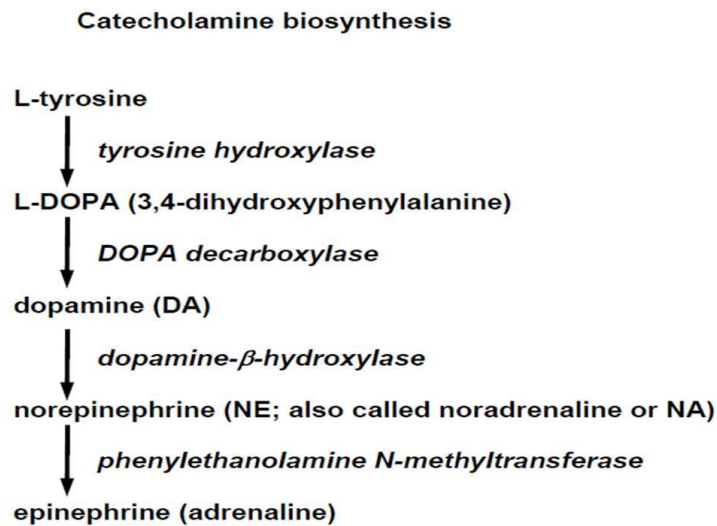 Catecholamine biosynthesis
L-tyrosine
tyrosine hydroxylase
L-DOPA (3,4-dihydroxyphenylalanine)
DOPA decarboxylase
dopamine (DA)
dopamine-β-hydroxylase
norepinephrine (NE; also called noradrenaline or NA)
phenylethanolamine N-methyltransferase
epinephrine (adrenaline)